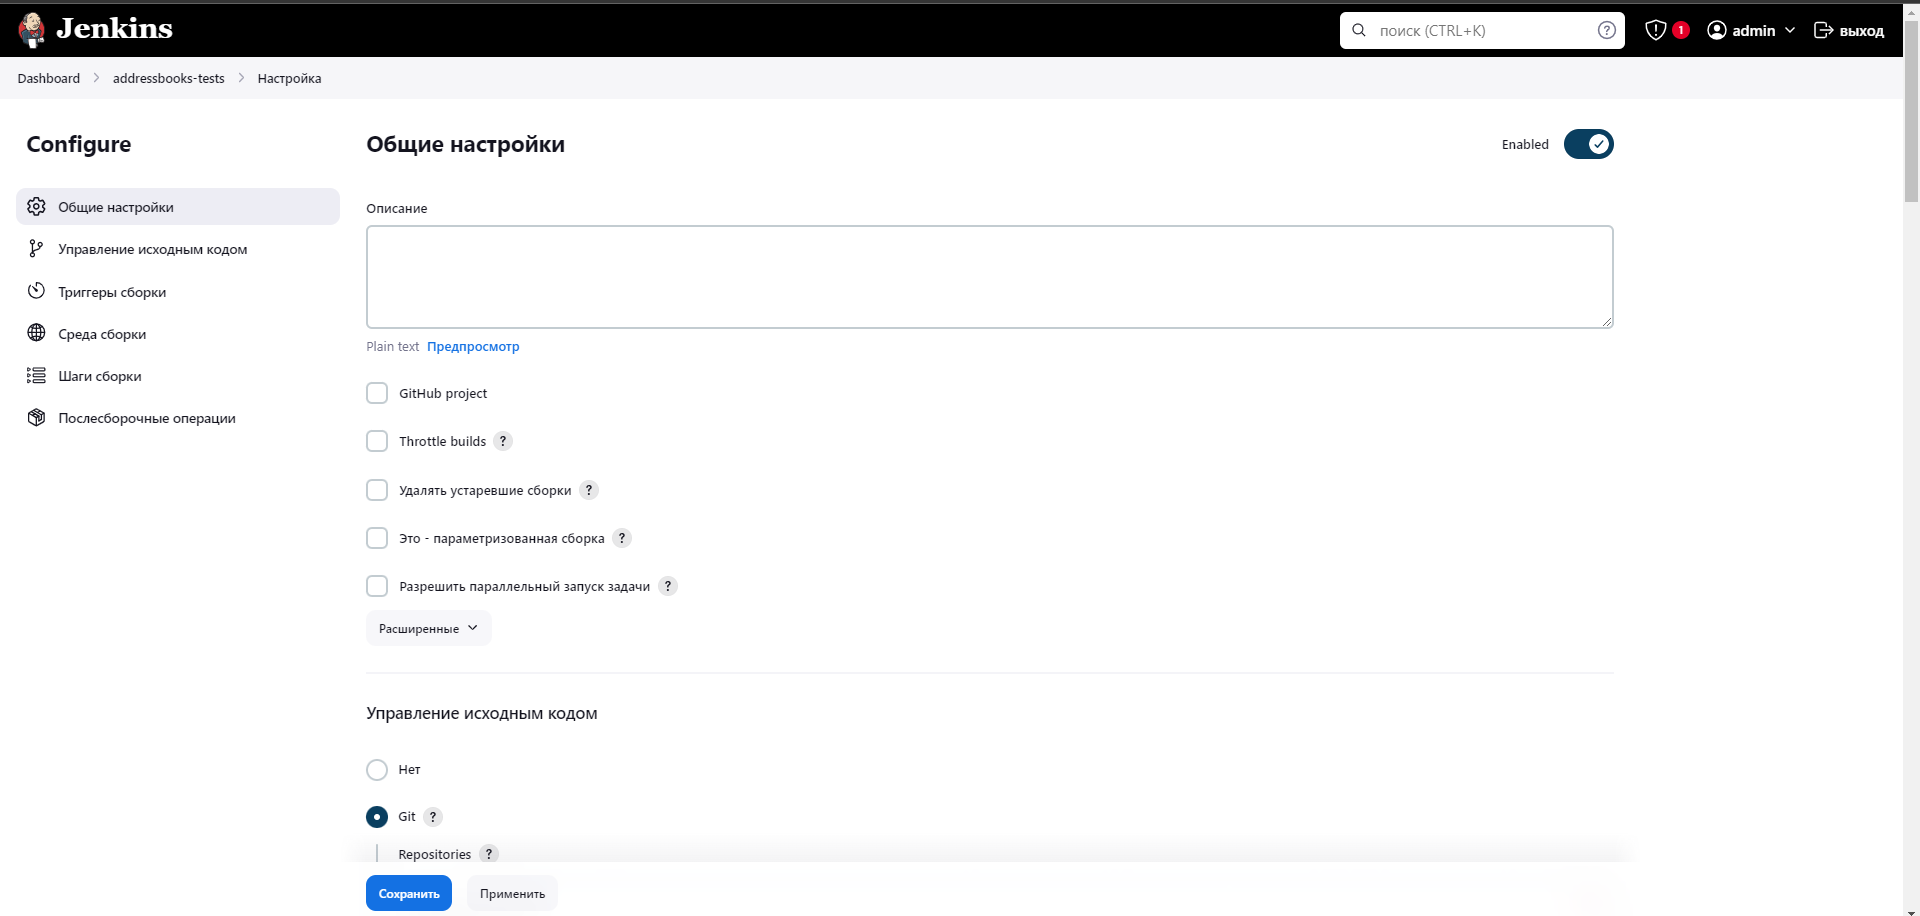 Jenkins
поиск (CTRL+K)
?
1
admin
выход
Dashboard
addressbooks-tests
Настройка
Configure
Общие настройки
Управление исходным кодом
Триггеры сборки
Среда сборки
Шаги сборки
Послесборочные операции
Общие настройки
Enabled
Описание
Plain text Предпросмотр
GitHub project
Throttle builds ?
Удалять устаревшие сборки ?
Это - параметризованная сборка ?
Разрешить параллельный запуск задачи ?
Расширенные
Управление исходным кодом
Нет
Git ?
Repositories ?
Сохранить
Применить